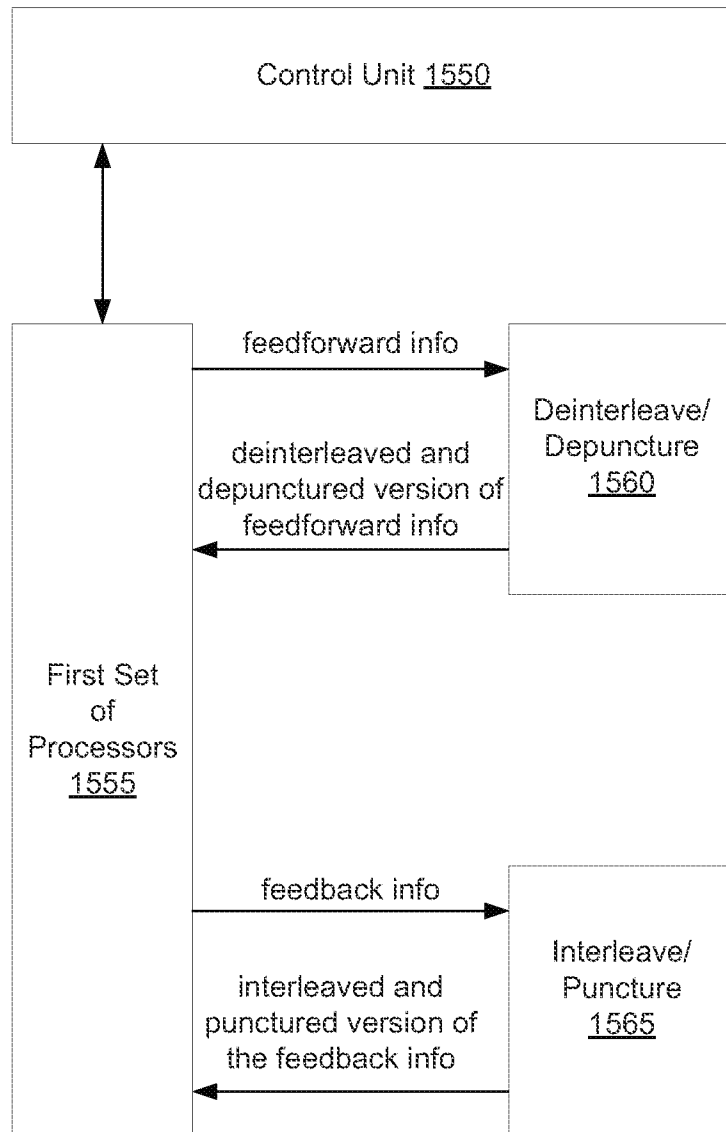 Control Unit 1550
feedforward info
Deinterleave/
Depuncture
1560
deinterleaved and
depunctured version of
feedforward info
First Set
of
Processors
1555
feedback info
Interleave/
Puncture
1565
interleaved and
punctured version of
the feedback info